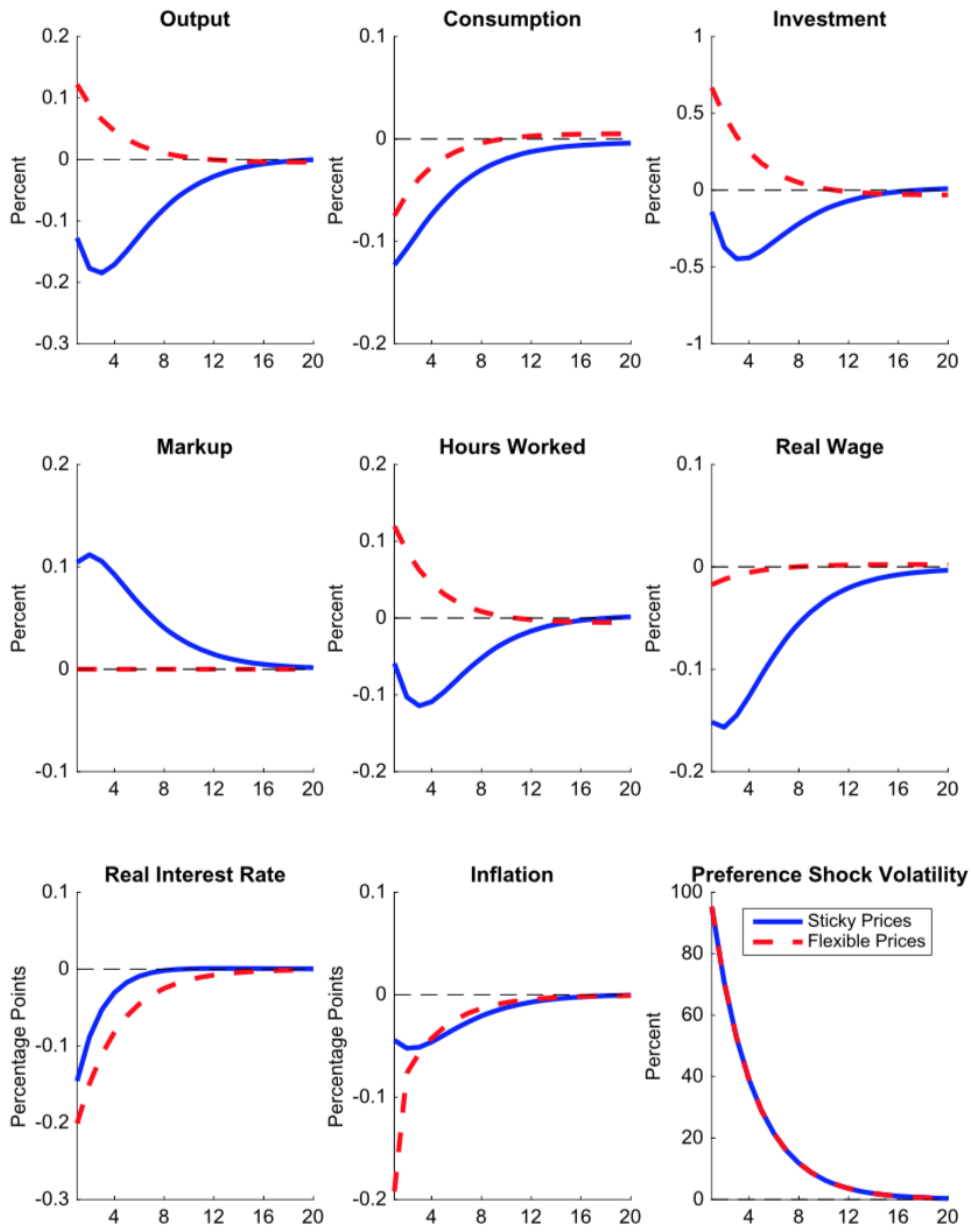 Output
Percent
0.2
0.1
0
-0.1
-0.2
-0.3
4 8 12 16 20
Consumption
Percent
0.1
0
-0.1
-0.2
4 8 12 16 20
Investment
Percent
1
0.5
0
-0.5
-1
4 8 12 16 20
Markup
Percent
0.2
0.1
0
-0.1
4 8 12 16 20
Hours Worked
Percent
0.2
0.1
0
-0.1
-0.2
4 8 12 16 20
Real Wage
Percent
0.1
0
-0.1
-0.2
4 8 12 16 20
Real Interest Rate
Percentage Points
0.1
0
-0.1
-0.2
-0.3
4 8 12 16 20
Inflation
Percentage Points
0.1
0
-0.1
-0.2
4 8 12 16 20
Preference Shock Volatility
Percent
100
80
60
40
20
0
Sticky Prices
Flexible Prices
4 8 12 16 20